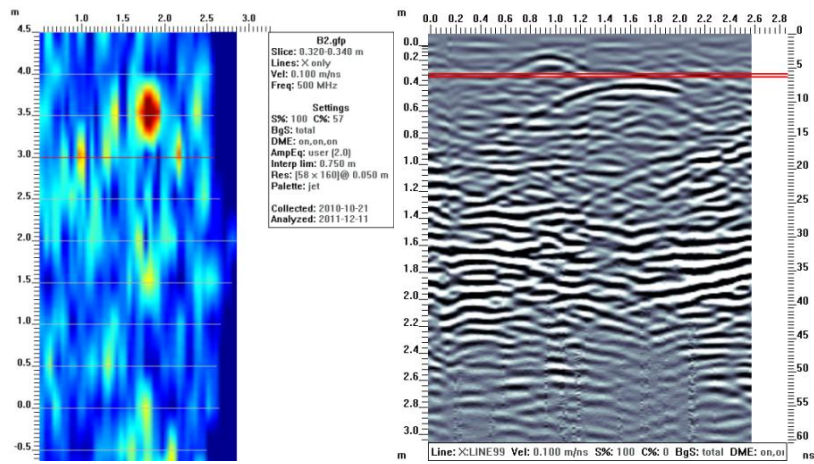 m
1.0 1.5 2.0 2.5 3.0
4.5
4.0
3.5
3.0
2.5
2.0
1.5
1.0
0.5
0.0
-0.5
B2.gfp
Slice: 0.320-0.340 m
Lines: X only
Vel: 0.100 m/ns
Freq: 500 MHz
Settings
S%: 100 C%: 57
BgS: total
DME: on,on,on
AmpEq: user (2.0)
Interp lim: 0.750 m
Res: [58 x 160]@ 0.050 m
Palette: jet
Collected: 2010-10-21
Analyzed: 2011-12-11
m
0.0 0.2 0.4 0.6 0.8 1.0 1.2 1.4 1.6 1.8 2.0 2.2 2.4 2.6 2.8
0.0
0.2
0.4
0.6
0.8
1.0
1.2
1.4
1.6
1.8
2.0
2.2
2.4
2.6
2.8
3.0
m
0
5
10
15
20
25
30
35
40
45
50
55
60
ns
Line: X:LINE99 Vel: 0.100 m/ns S%: 100 C%: 0 BgS: total DME: on,oi